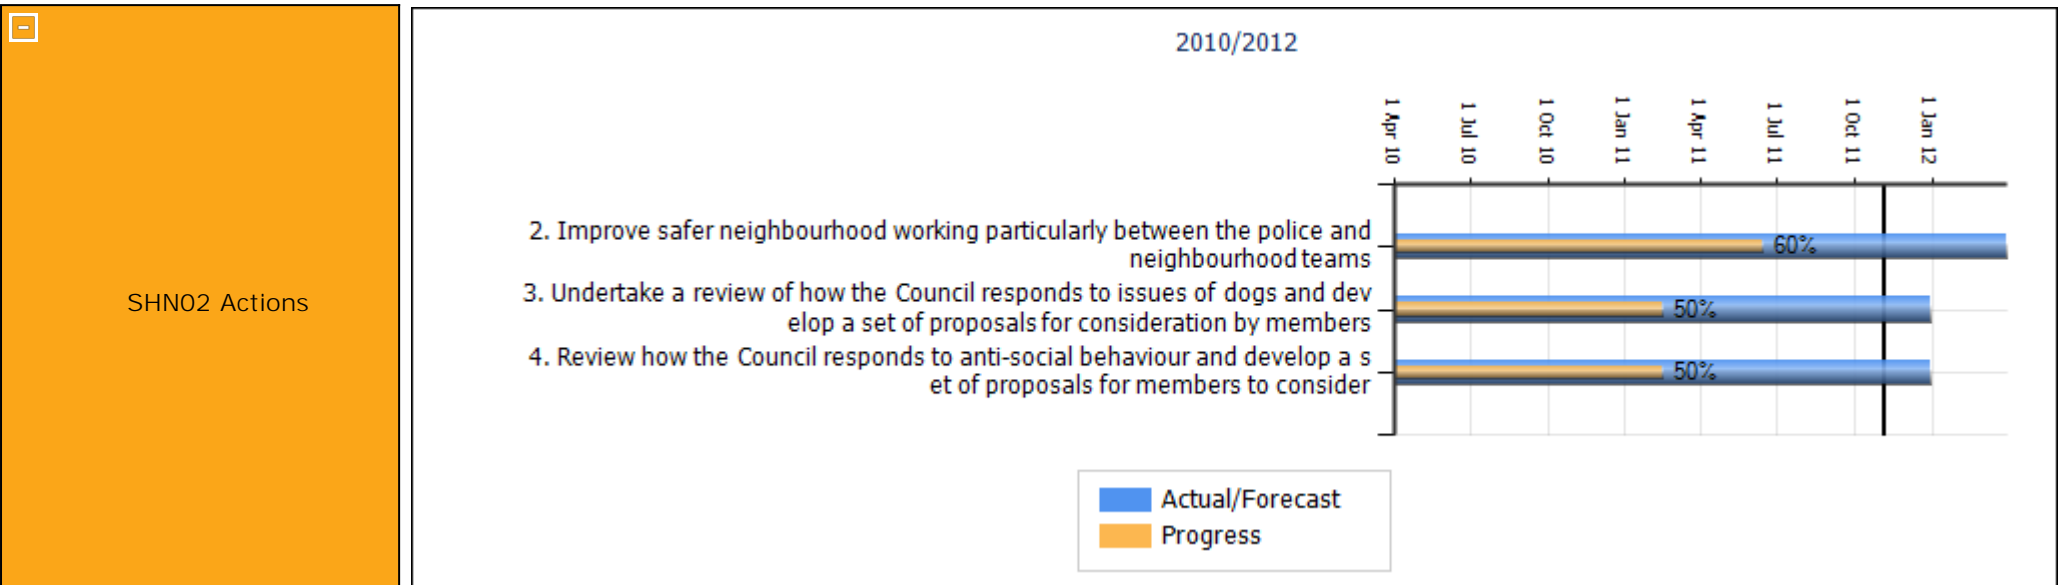 -
SHN02 Actions
2010/2012
1 Apr 10
1 Jul 10
1 Oct 10
1 Jan 11
1 Apr 11
1 Jul 11
1 Oct 11
1 Jan 12
2. Improve safer neighbourhood working particularly between the police and
neighbourhood teams
60%
3. Undertake a review of how the Council responds to issues of dogs and dev
elop a set of proposals for consideration by members
50%
4. Review how the Council responds to anti-social behaviour and develop a s
et of proposals for members to consider
50%
Actual/Forecast
Progress